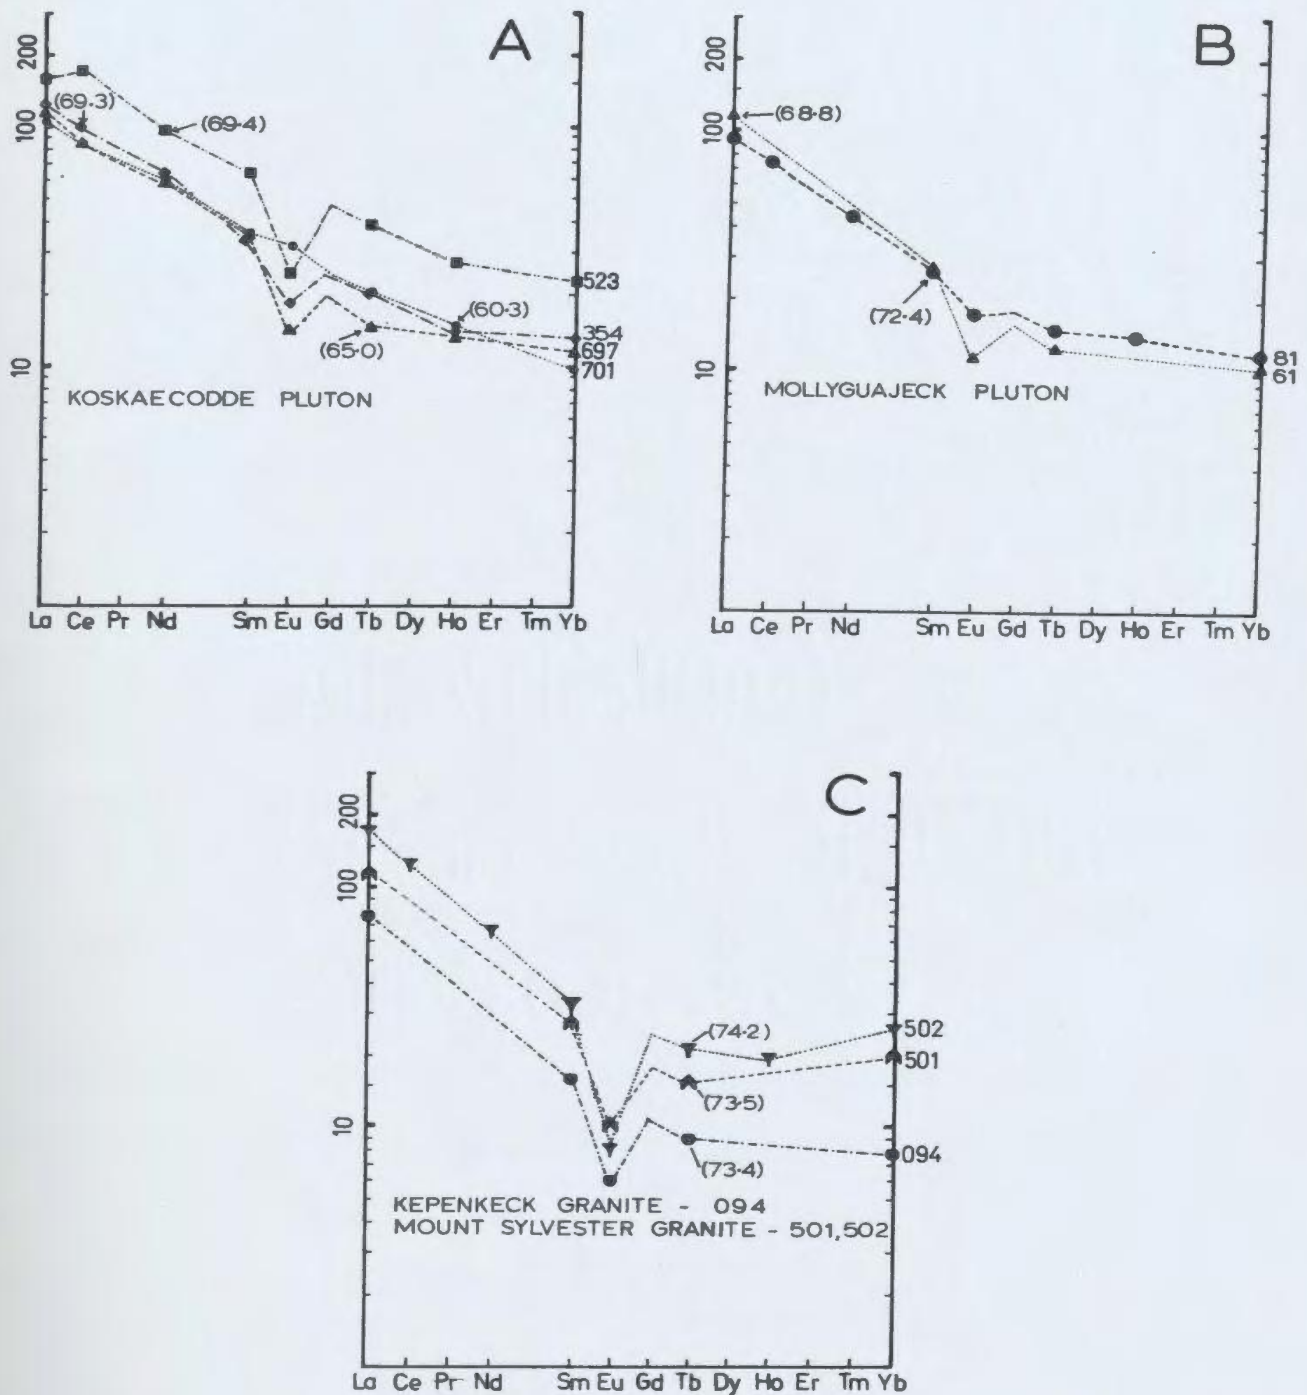 A
200
100
10
(69·3)
(69·4)
(60·3)
(65·0)
523
354
697
701
KOSKAECODDE PLUTON
La Ce Pr Nd Sm Eu Gd Tb Dy Ho Er Tm Yb
B
200
100
10
(68·8)
(72·4)
81
61
MOLLYGUAJECK PLUTON
La Ce Pr Nd Sm Eu Gd Tb Dy Ho Er Tm Yb
C
200
100
10
(74·2)
(73·5)
(73·4)
502
501
094
KEPENKECK GRANITE - 094
MOUNT SYLVESTER GRANITE - 501,502
La Ce Pr Nd Sm Eu Gd Tb Dy Ho Er Tm Yb